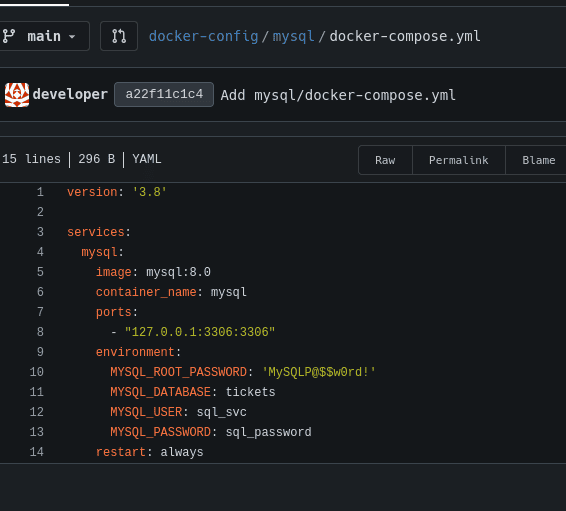 main
docker-config / mysql / docker-compose.yml
developer a22f11c1c4 Add mysql/docker-compose.yml
15 lines | 296 B | YAML Raw Permalink Blame
1 version: '3.8'
2
3 services:
4   mysql:
5     image: mysql:8.0
6     container_name: mysql
7     ports:
8       - "127.0.0.1:3306:3306"
9     environment:
10       MYSQL_ROOT_PASSWORD: 'MySQLP@$$w0rd!'
11       MYSQL_DATABASE: tickets
12       MYSQL_USER: sql_svc
13       MYSQL_PASSWORD: sql_password
14     restart: always